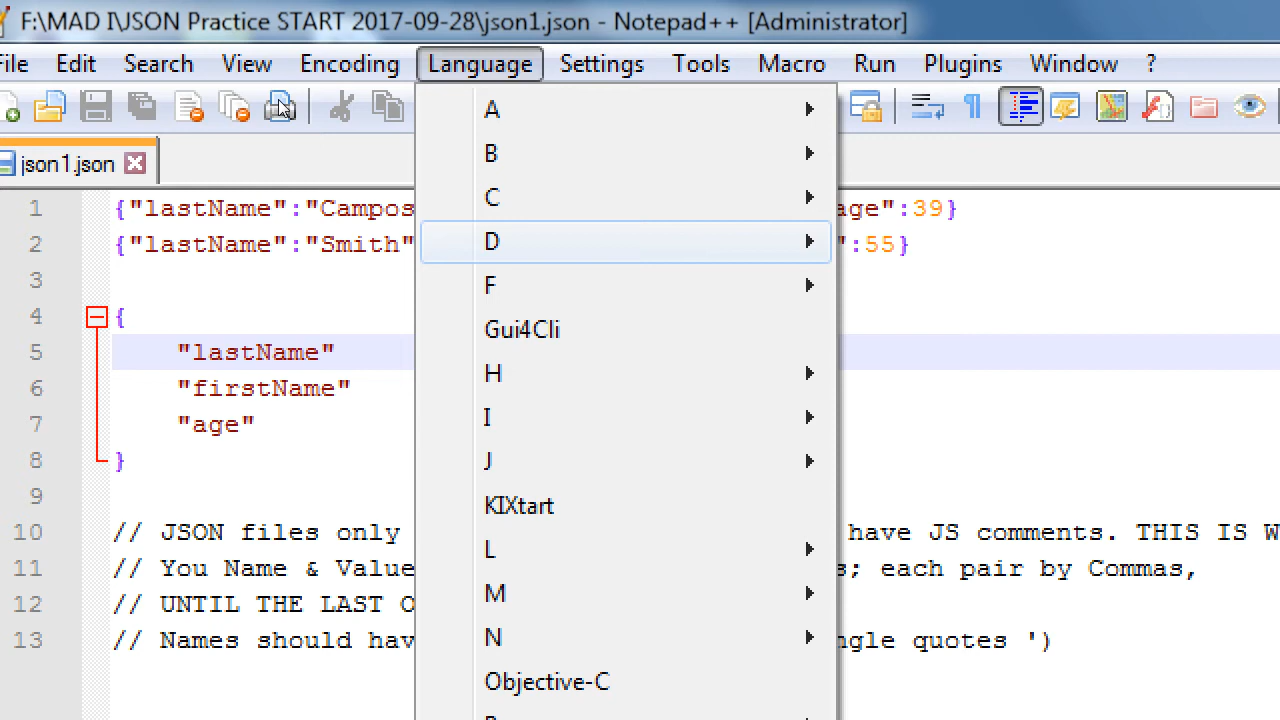 F:\MAD I\JSON Practice START 2017-09-28\json1.json - Notepad++ [Administrator]
File Edit Search View Encoding Language Settings Tools Macro Run Plugins Window ?
json1.json
A
B
C
D
F
Gui4Cli
H
I
J
KIXtart
L
M
N
Objective-C
1 {"lastName":"Campos age":39}
2 {"lastName":"Smith" ":55}
3
4 {
5 "lastName"
6 "firstName"
7 "age"
8 }
9
10 // JSON files only have JS comments. THIS IS
11 // You Name & Value s; each pair by Commas,
12 // UNTIL THE LAST
13 // Names should quotes ')